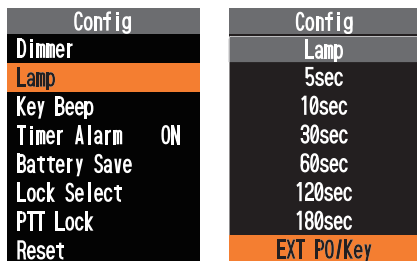 Config
Dimmer
Lamp
Key Beep
Timer Alarm ON
Battery Save
Lock Select
PTT Lock
Reset
Config
Lamp
5sec
10sec
30sec
60sec
120sec
180sec
EXT PO/Key